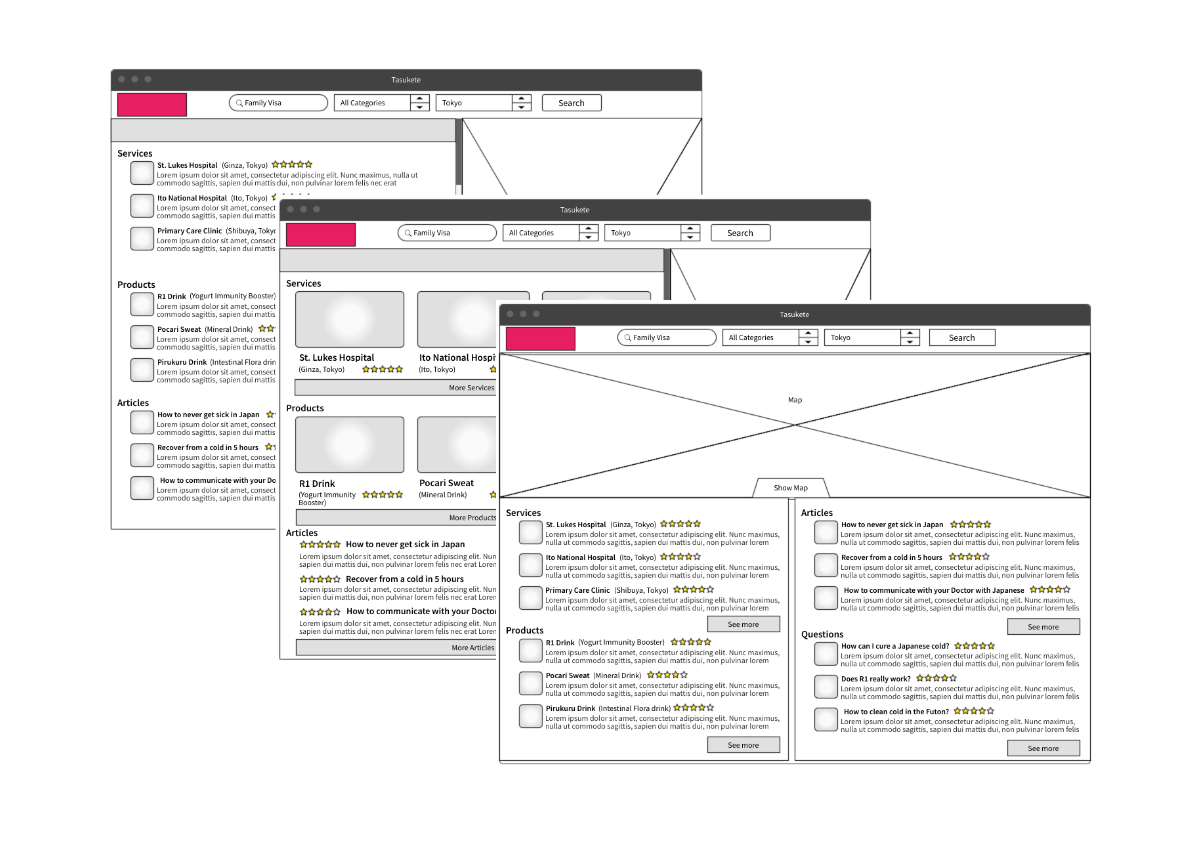 Tasukete
Family Visa All Categories Tokyo Search
Services
St. Lukes Hospital (Ginza, Tokyo)
Lorem ipsum dolor sit amet, consectetur adipiscing elit. Nunc maximus, nulla ut
commodo sagittis, sapien dui mattis dui, non pulvinar lorem felis nec erat
Ito National Hospital (Ito, Tokyo)
Lorem ipsum dolor sit amet, consect
commodo sagittis, sapien dui mattis
Primary Care Clinic (Shibuya, Tokyo
Lorem ipsum dolor sit amet, consect
commodo sagittis, sapien dui mattis
Products
R1 Drink (Yogurt Immunity Booster)
Lorem ipsum dolor sit amet, consect
commodo sagittis, sapien dui mattis
Pocari Sweat (Mineral Drink)
Lorem ipsum dolor sit amet, consect
commodo sagittis, sapien dui mattis
Pirukuru Drink (Intestinal Flora drin
Lorem ipsum dolor sit amet, consect
commodo sagittis, sapien dui mattis
Articles
How to never get sick in Japan
Lorem ipsum dolor sit amet, consect
commodo sagittis, sapien dui mattis
Recover from a cold in 5 hours
Lorem ipsum dolor sit amet, consect
commodo sagittis, sapien dui mattis
How to communicate with your Do
Lorem ipsum dolor sit amet, consect
commodo sagittis, sapien dui mattis
Tasukete
Family Visa All Categories Tokyo Search
Services
St. Lukes Hospital
(Ginza, Tokyo)
Ito National Hospi
(Ito, Tokyo)
More Services
Products
R1 Drink
(Yogurt Immunity
Booster)
Pocari Sweat
(Mineral Drink)
More Products
Articles
How to never get sick in Japan
Lorem ipsum dolor sit amet, consectetur adipiscing elit. Nun
commodo sagittis, sapien dui mattis dui, non pulvinar lorem felis nec erat Loren
Recover from a cold in 5 hours
Lorem ipsum dolor sit amet, consectetur adipiscing elit. Nun
sapien dui mattis dui, non pulvinar lorem felis nec erat Loren
How to communicate with your Doctor
Lorem ipsum dolor sit amet, consectetur adipiscing elit. Nun
sapien dui mattis dui, non pulvinar lorem felis nec erat Loren
More Articles
Tasukete
Family Visa All Categories Tokyo Search
Map
Show Map
Services
St. Lukes Hospital (Ginza, Tokyo)
Lorem ipsum dolor sit amet, consectetur adipiscing elit. Nunc maximus,
nulla ut commodo sagittis, sapien dui mattis dui, non pulvinar lorem
Ito National Hospital (Ito, Tokyo)
Lorem ipsum dolor sit amet, consectetur adipiscing elit. Nunc maximus,
nulla ut commodo sagittis, sapien dui mattis dui, non pulvinar lorem
Primary Care Clinic (Shibuya, Tokyo)
Lorem ipsum dolor sit amet, consectetur adipiscing elit. Nunc maximus,
nulla ut commodo sagittis, sapien dui mattis dui, non pulvinar lorem
See more
Products
R1 Drink (Yogurt Immunity Booster)
Lorem ipsum dolor sit amet, consectetur adipiscing elit. Nunc maximus,
nulla ut commodo sagittis, sapien dui mattis dui, non pulvinar lorem
Pocari Sweat (Mineral Drink)
Lorem ipsum dolor sit amet, consectetur adipiscing elit. Nunc maximus,
nulla ut commodo sagittis, sapien dui mattis dui, non pulvinar lorem
Pirukuru Drink (Intestinal Flora drink)
Lorem ipsum dolor sit amet, consectetur adipiscing elit. Nunc maximus,
nulla ut commodo sagittis, sapien dui mattis dui, non pulvinar lorem
See more
Articles
How to never get sick in Japan
Lorem ipsum dolor sit amet, consectetur adipiscing elit. Nunc maximus,
nulla ut commodo sagittis, sapien dui mattis dui, non pulvinar lorem felis
Recover from a cold in 5 hours
Lorem ipsum dolor sit amet, consectetur adipiscing elit. Nunc maximus,
nulla ut commodo sagittis, sapien dui mattis dui, non pulvinar lorem felis
How to communicate with your Doctor with Japanese
Lorem ipsum dolor sit amet, consectetur adipiscing elit. Nunc maximus,
nulla ut commodo sagittis, sapien dui mattis dui, non pulvinar lorem felis
See more
Questions
How can I cure a Japanese cold?
Lorem ipsum dolor sit amet, consectetur adipiscing elit. Nunc maximus,
nulla ut commodo sagittis, sapien dui mattis dui, non pulvinar lorem felis
Does R1 really work?
Lorem ipsum dolor sit amet, consectetur adipiscing elit. Nunc maximus,
nulla ut commodo sagittis, sapien dui mattis dui, non pulvinar lorem felis
How to clean cold in the Futon?
Lorem ipsum dolor sit amet, consectetur adipiscing elit. Nunc maximus,
nulla ut commodo sagittis, sapien dui mattis dui, non pulvinar lorem felis
See more